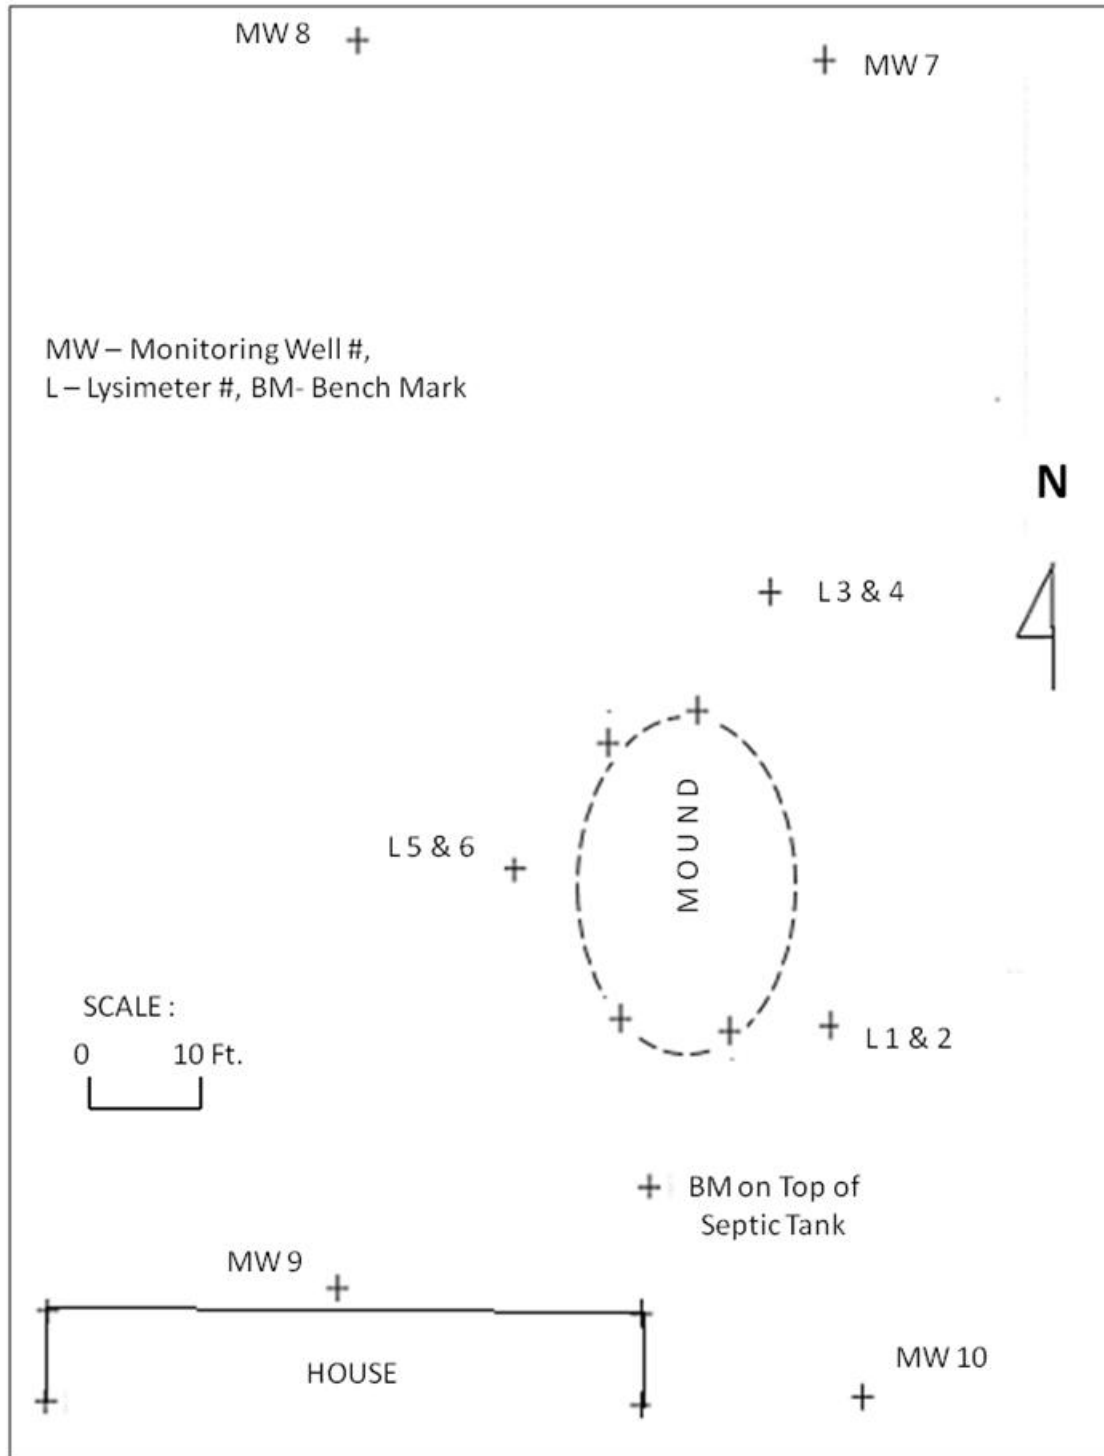 MW 8
MW 7
MW – Monitoring Well #,
L – Lysimeter #, BM- Bench Mark
N
L 3 & 4
MOUND
L 5 & 6
SCALE :
0 10 Ft.
L 1 & 2
BM on Top of
Septic Tank
MW 9
HOUSE
MW 10